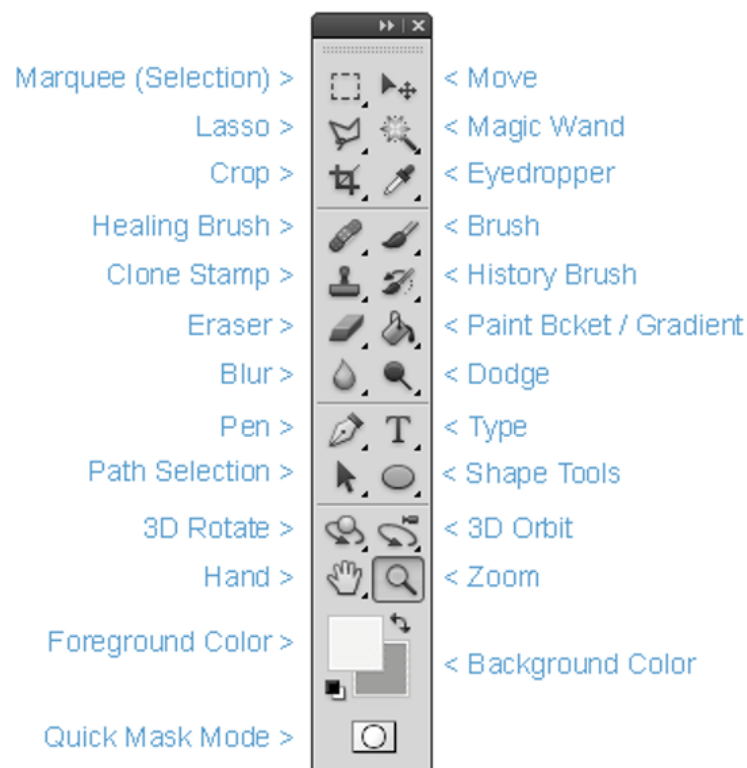 Marquee (Selection) >
< Move
Lasso >
< Magic Wand
Crop >
< Eyedropper
Healing Brush >
< Brush
Clone Stamp >
< History Brush
Eraser >
< Paint Bcket / Gradient
Blur >
< Dodge
Pen >
T
< Type
Path Selection >
< Shape Tools
3D Rotate >
< 3D Orbit
Hand >
< Zoom
Foreground Color >
< Background Color
Quick Mask Mode >